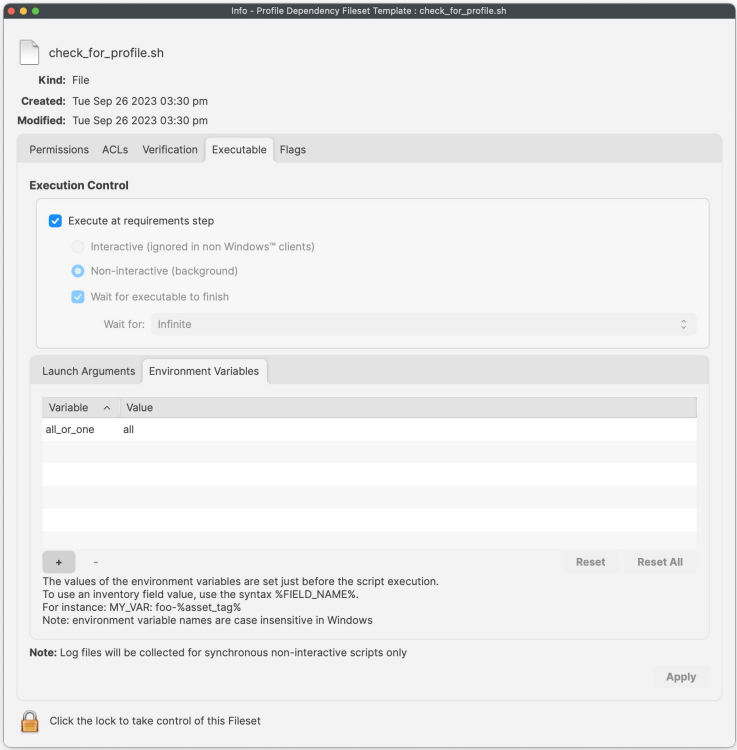 Info - Profile Dependency Fileset Template : check_for_profile.sh
check_for_profile.sh
Kind: File
Created: Tue Sep 26 2023 03:30 pm
Modified: Tue Sep 26 2023 03:30 pm
Permissions ACLs Verification Executable Flags
Execution Control
Execute at requirements step
Interactive (ignored in non Windows™ clients)
Non-interactive (background)
Wait for executable to finish
Wait for: Infinite
Launch Arguments Environment Variables
Variable Value
all_or_one all
+ - Reset Reset All
The values of the environment variables are set just before the script execution.
To use an inventory field value, use the syntax %FIELD_NAME%.
For instance: MY_VAR: foo-%asset_tag%
Note: environment variable names are case insensitive in Windows
Note: Log files will be collected for synchronous non-interactive scripts only
Apply
Click the lock to take control of this Fileset